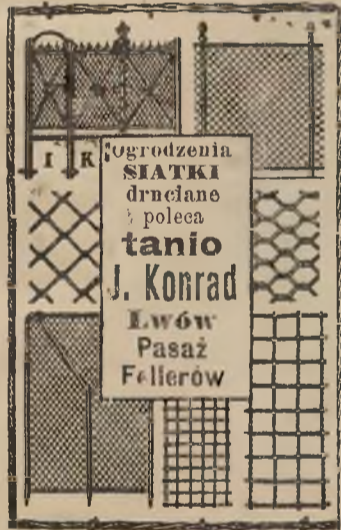 I K
Ogrodzenia
SIATKI
druciane
poleca
tanio
J. Konrad
Lwów
Pasaż
Fellerów